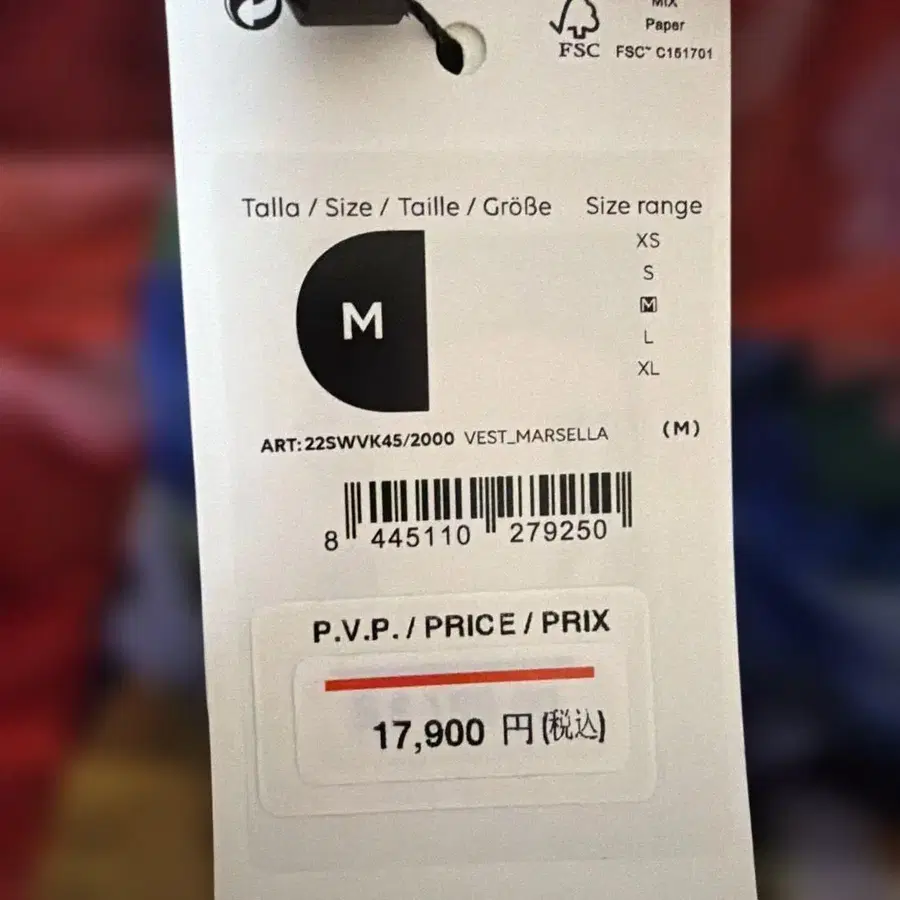 MIX
Paper
FSC
FSC™ C161701
Talla / Size / Taille / Größe
Size range
XS
S
M
L
XL
M
ART: 22SWVK45/2000 VEST_MARSELLA (M)
8 445110 279250
P.V.P. / PRICE / PRIX
17,900 円(税込)